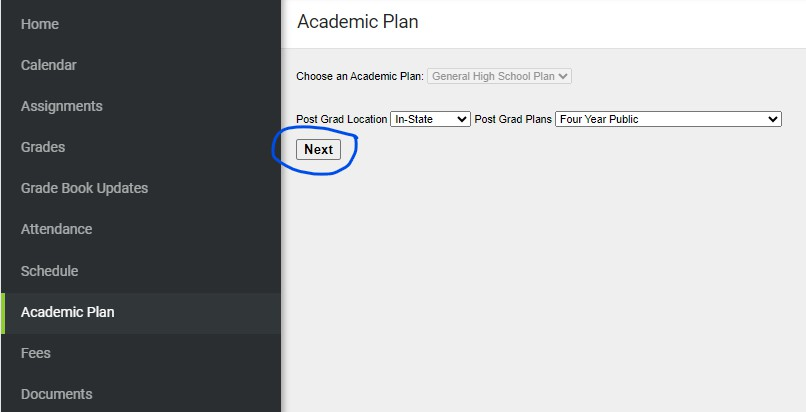 Home
Calendar
Assignments
Grades
Grade Book Updates
Attendance
Schedule
Academic Plan
Fees
Documents
Academic Plan
Choose an Academic Plan: General High School Plan
Post Grad Location In-State Post Grad Plans Four Year Public
Next